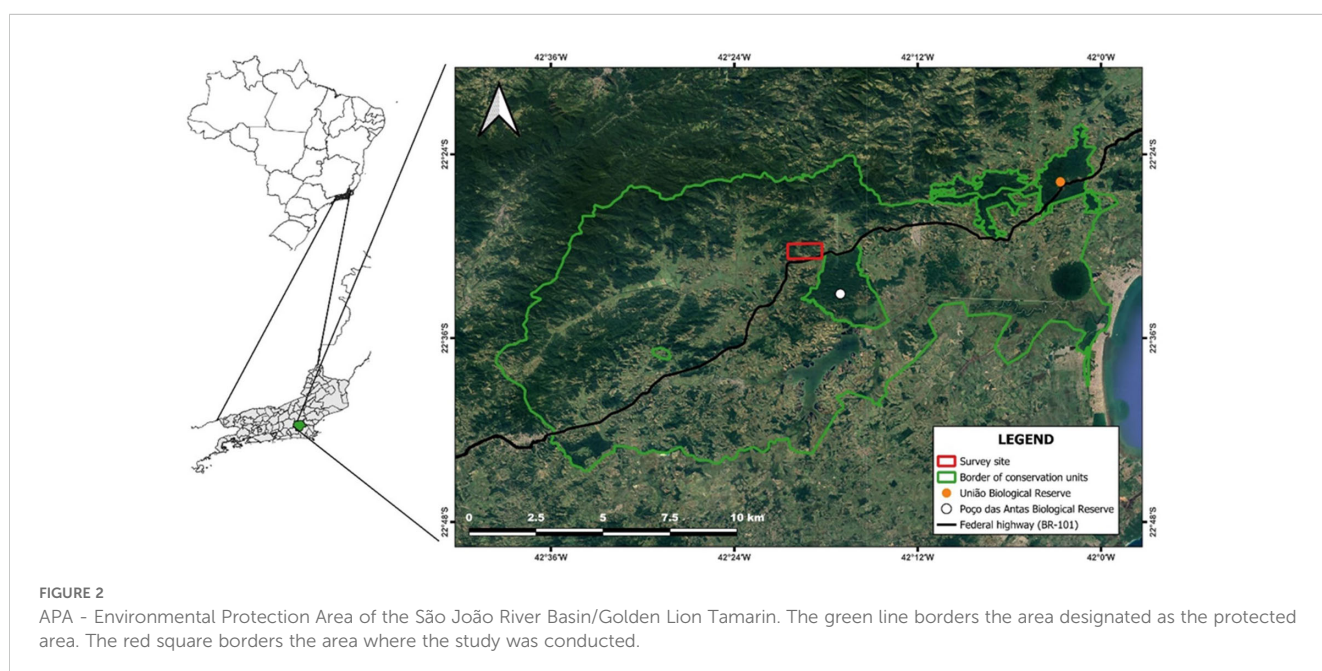 42°36'W
42°24'W
42°12'W
42°0'W
22°24'S
22°24'S
22°36'S
22°36'S
22°48'S
22°48'S
LEGEND
Survey site
Border of conservation units
União Biological Reserve
Poço das Antas Biological Reserve
Federal highway (BR-101)
0 2.5 5 7.5 10 km
42°36'W
42°24'W
42°12'W
42°0'W
FIGURE 2
APA - Environmental Protection Area of the São João River Basin/Golden Lion Tamarin. The green line borders the area designated as the protected
area. The red square borders the area where the study was conducted.